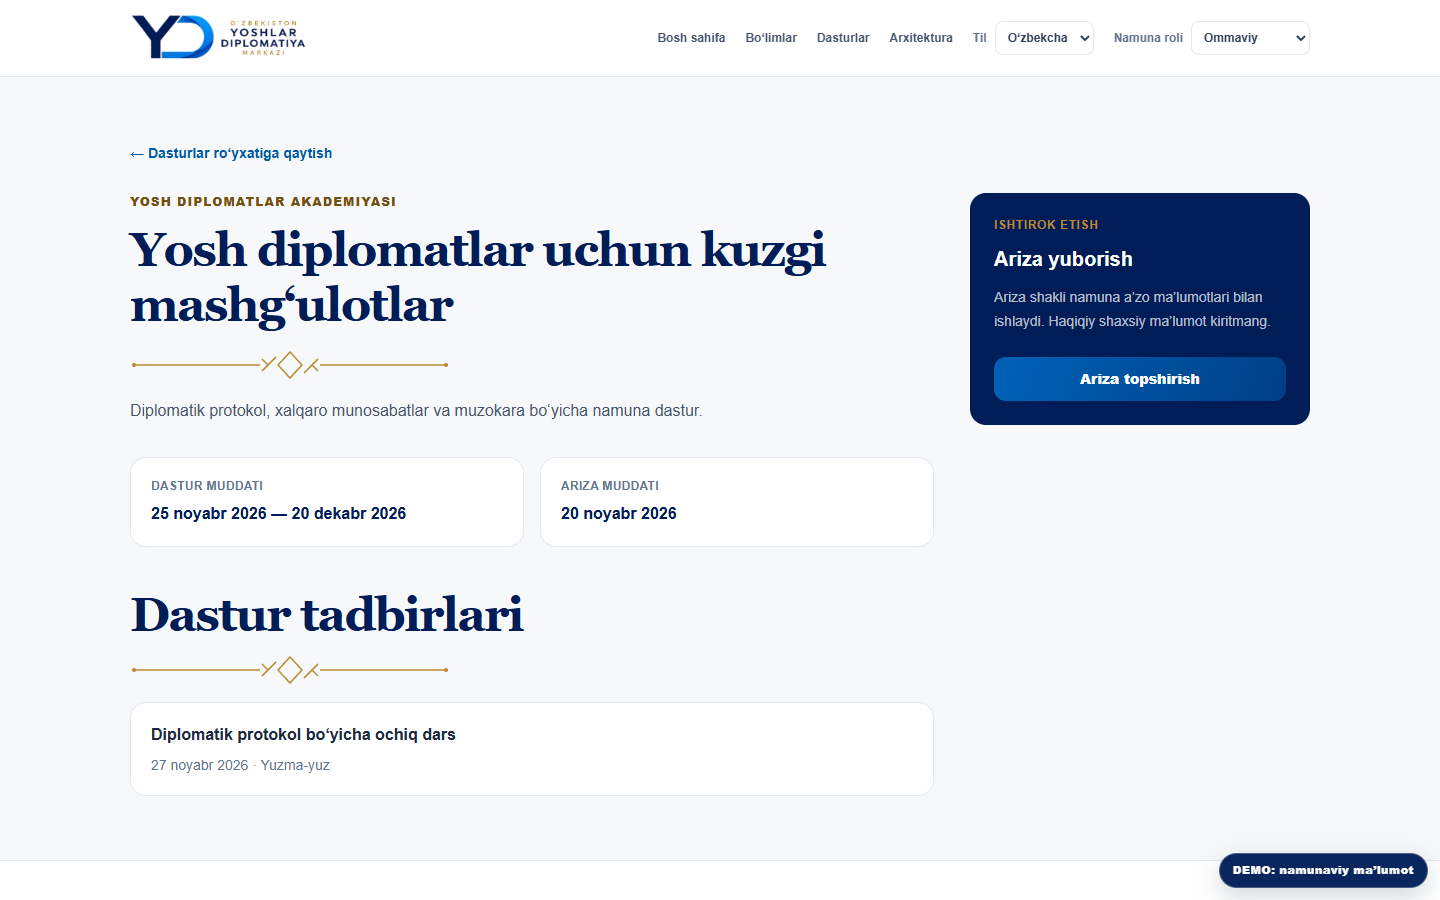 YD
O'ZBEKISTON
YOSHLAR
DIPLOMATIYA
MARKAZI
Bosh sahifa
Bo‘limlar
Dasturlar
Arxitektura
Til
O‘zbekcha
Namuna roli
Ommaviy
← Dasturlar ro‘yxatiga qaytish
YOSH DIPLOMATLAR AKADEMIYASI
Yosh diplomatlar uchun kuzgi
mashg‘ulotlar
Diplomatik protokol, xalqaro munosabatlar va muzokara bo‘yicha namuna dastur.
DASTUR MUDDATI
25 noyabr 2026 — 20 dekabr 2026
ARIZA MUDDATI
20 noyabr 2026
Dastur tadbirlari
Diplomatik protokol bo‘yicha ochiq dars
27 noyabr 2026 · Yuzma-yuz
ISHTIROK ETISH
Ariza yuborish
Ariza shakli namuna a’zo ma’lumotlari bilan
ishlaydi. Haqiqiy shaxsiy ma’lumot kiritmang.
Ariza topshirish
DEMO: namunaviy ma’lumot